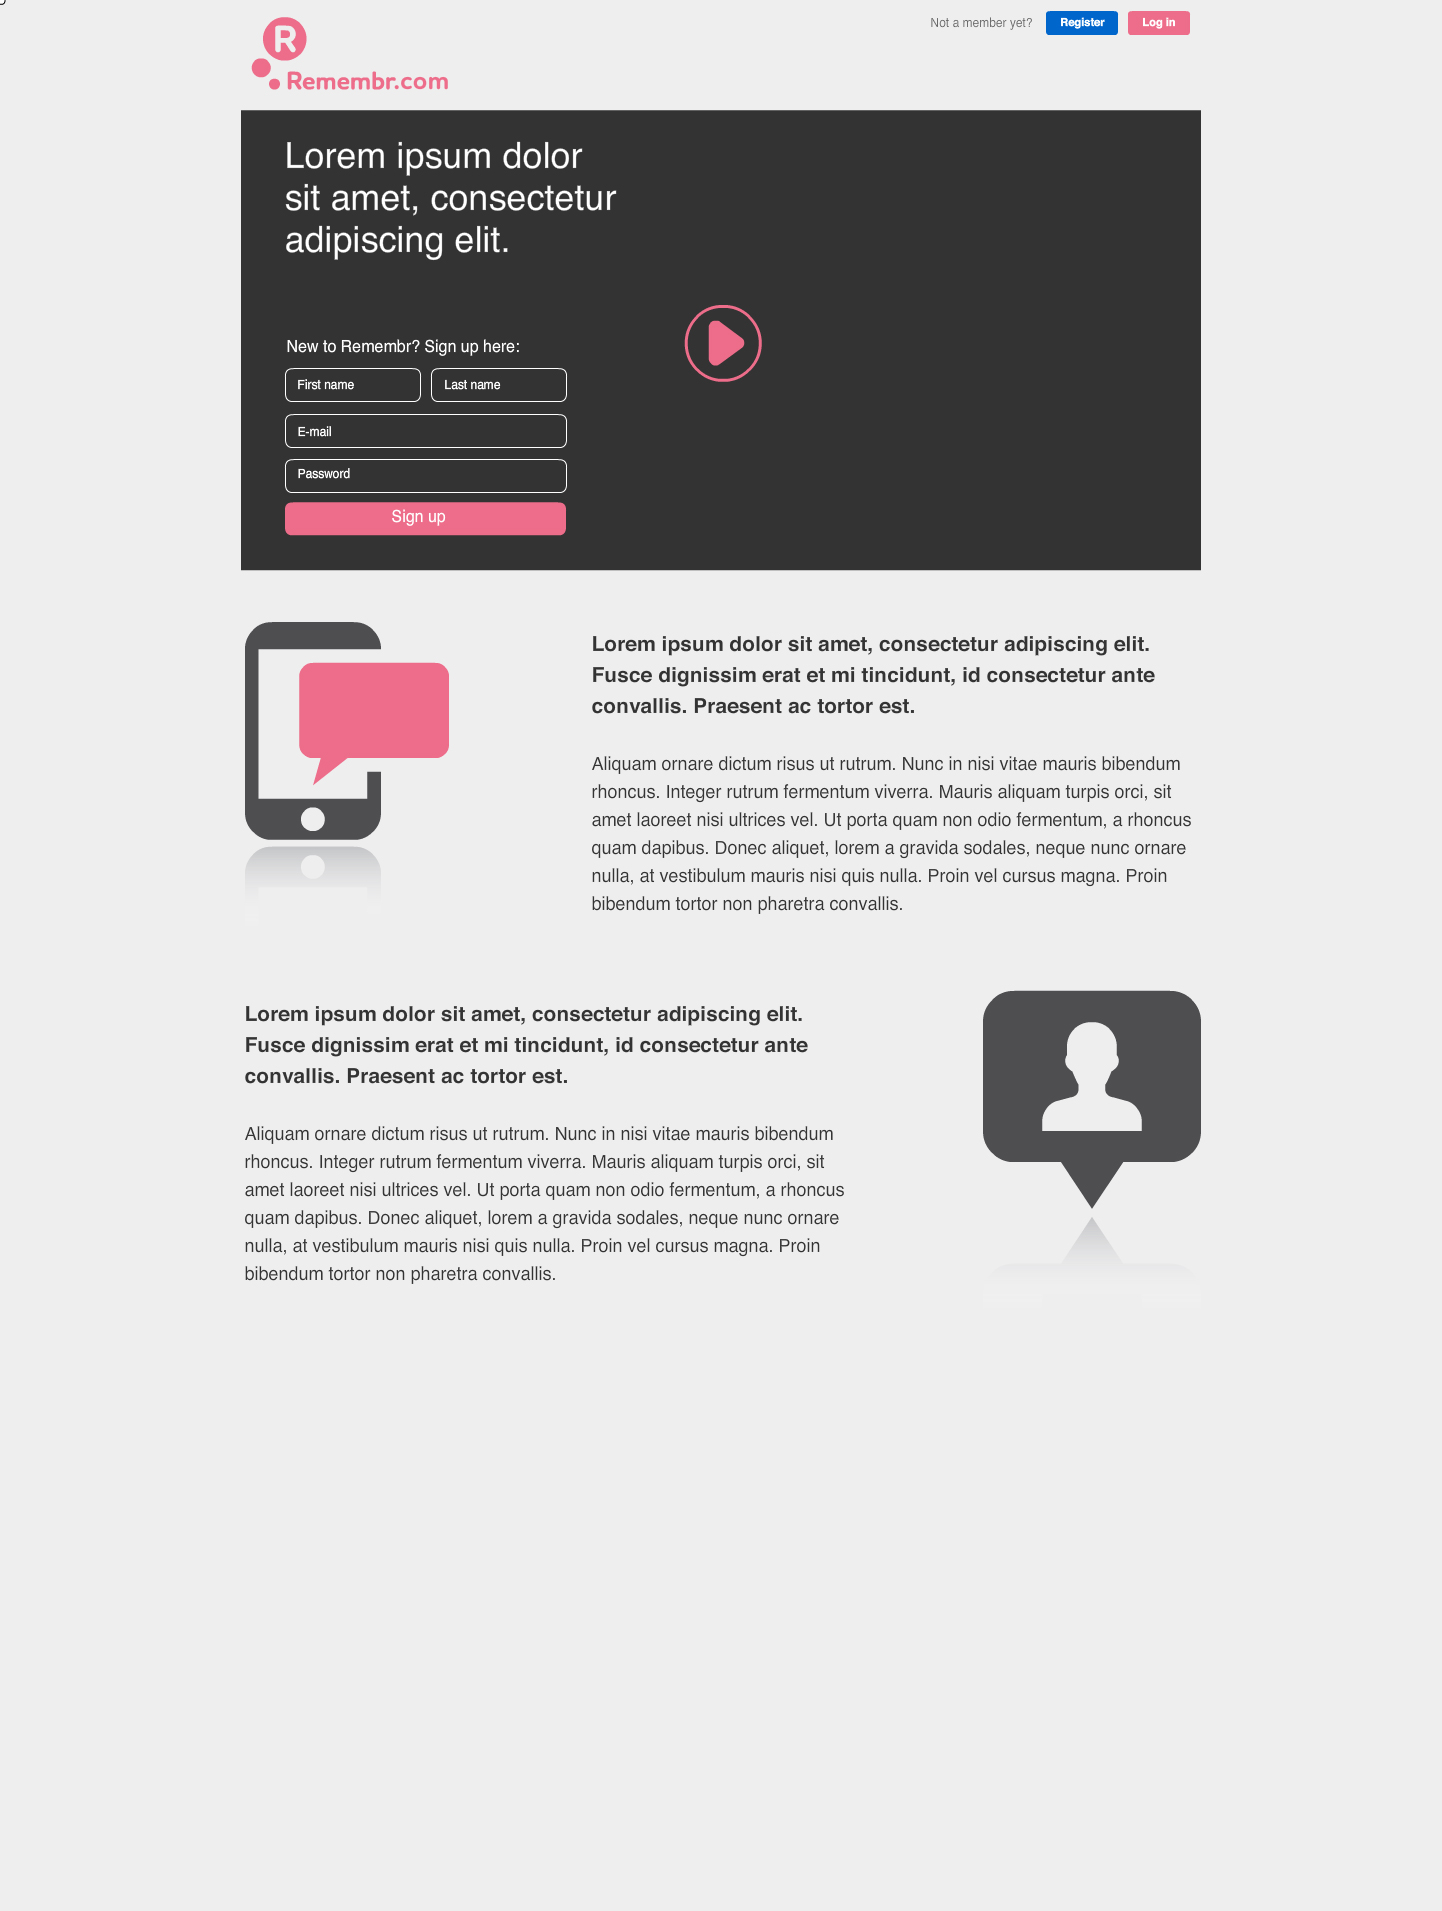 Not a member yet?
Register
Log in
R
Remembr.com
Lorem ipsum dolor
sit amet, consectetur
adipiscing elit.
New to Remembr? Sign up here:
First name
Last name
E-mail
Password
Sign up
Lorem ipsum dolor sit amet, consectetur adipiscing elit.
Fusce dignissim erat et mi tincidunt, id consectetur ante
convallis. Praesent ac tortor est.
Aliquam ornare dictum risus ut rutrum. Nunc in nisi vitae mauris bibendum
rhoncus. Integer rutrum fermentum viverra. Mauris aliquam turpis orci, sit
amet laoreet nisi ultrices vel. Ut porta quam non odio fermentum, a rhoncus
quam dapibus. Donec aliquet, lorem a gravida sodales, neque nunc ornare
nulla, at vestibulum mauris nisi quis nulla. Proin vel cursus magna. Proin
bibendum tortor non pharetra convallis.
Lorem ipsum dolor sit amet, consectetur adipiscing elit.
Fusce dignissim erat et mi tincidunt, id consectetur ante
convallis. Praesent ac tortor est.
Aliquam ornare dictum risus ut rutrum. Nunc in nisi vitae mauris bibendum
rhoncus. Integer rutrum fermentum viverra. Mauris aliquam turpis orci, sit
amet laoreet nisi ultrices vel. Ut porta quam non odio fermentum, a rhoncus
quam dapibus. Donec aliquet, lorem a gravida sodales, neque nunc ornare
nulla, at vestibulum mauris nisi quis nulla. Proin vel cursus magna. Proin
bibendum tortor non pharetra convallis.